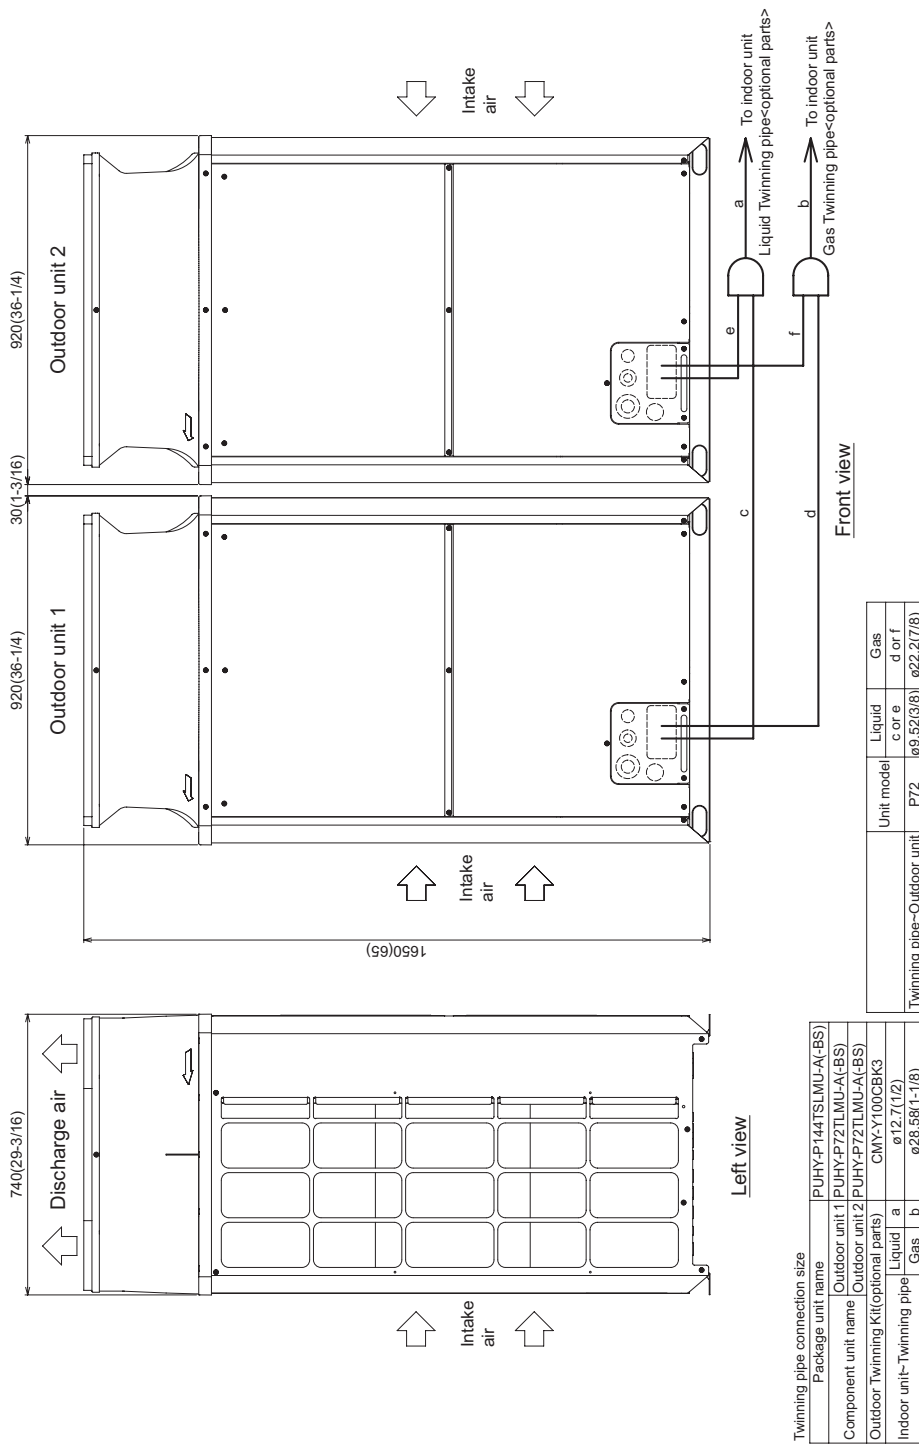 740(29-3/16)
Discharge air
Intake
air
Left view
1650(65)
920(36-1/4)
30(1-3/16)
920(36-1/4)
Outdoor unit 1
Outdoor unit 2
Intake
air
Intake
air
e
f
c
d
a
To indoor unit
Liquid Twinning pipe<optional parts>
b
To indoor unit
Gas Twinning pipe<optional parts>
Front view
Twinning pipe connection size
Package unit name PUHY-P144TSLMU-A(-BS)
Component unit name Outdoor unit 1 PUHY-P72TLMU-A(-BS)
Outdoor unit 2 PUHY-P72TLMU-A(-BS)
Outdoor Twinning Kit(optional parts) CMY-Y100CBK3
Indoor unit~Twinning pipe Liquid a ø12.7(1/2)
Gas b ø28.58(1-1/8)
Unit model Liquid Gas
c or e d or f
Twinning pipe~Outdoor unit P72 ø9.52(3/8) ø22.2(7/8)